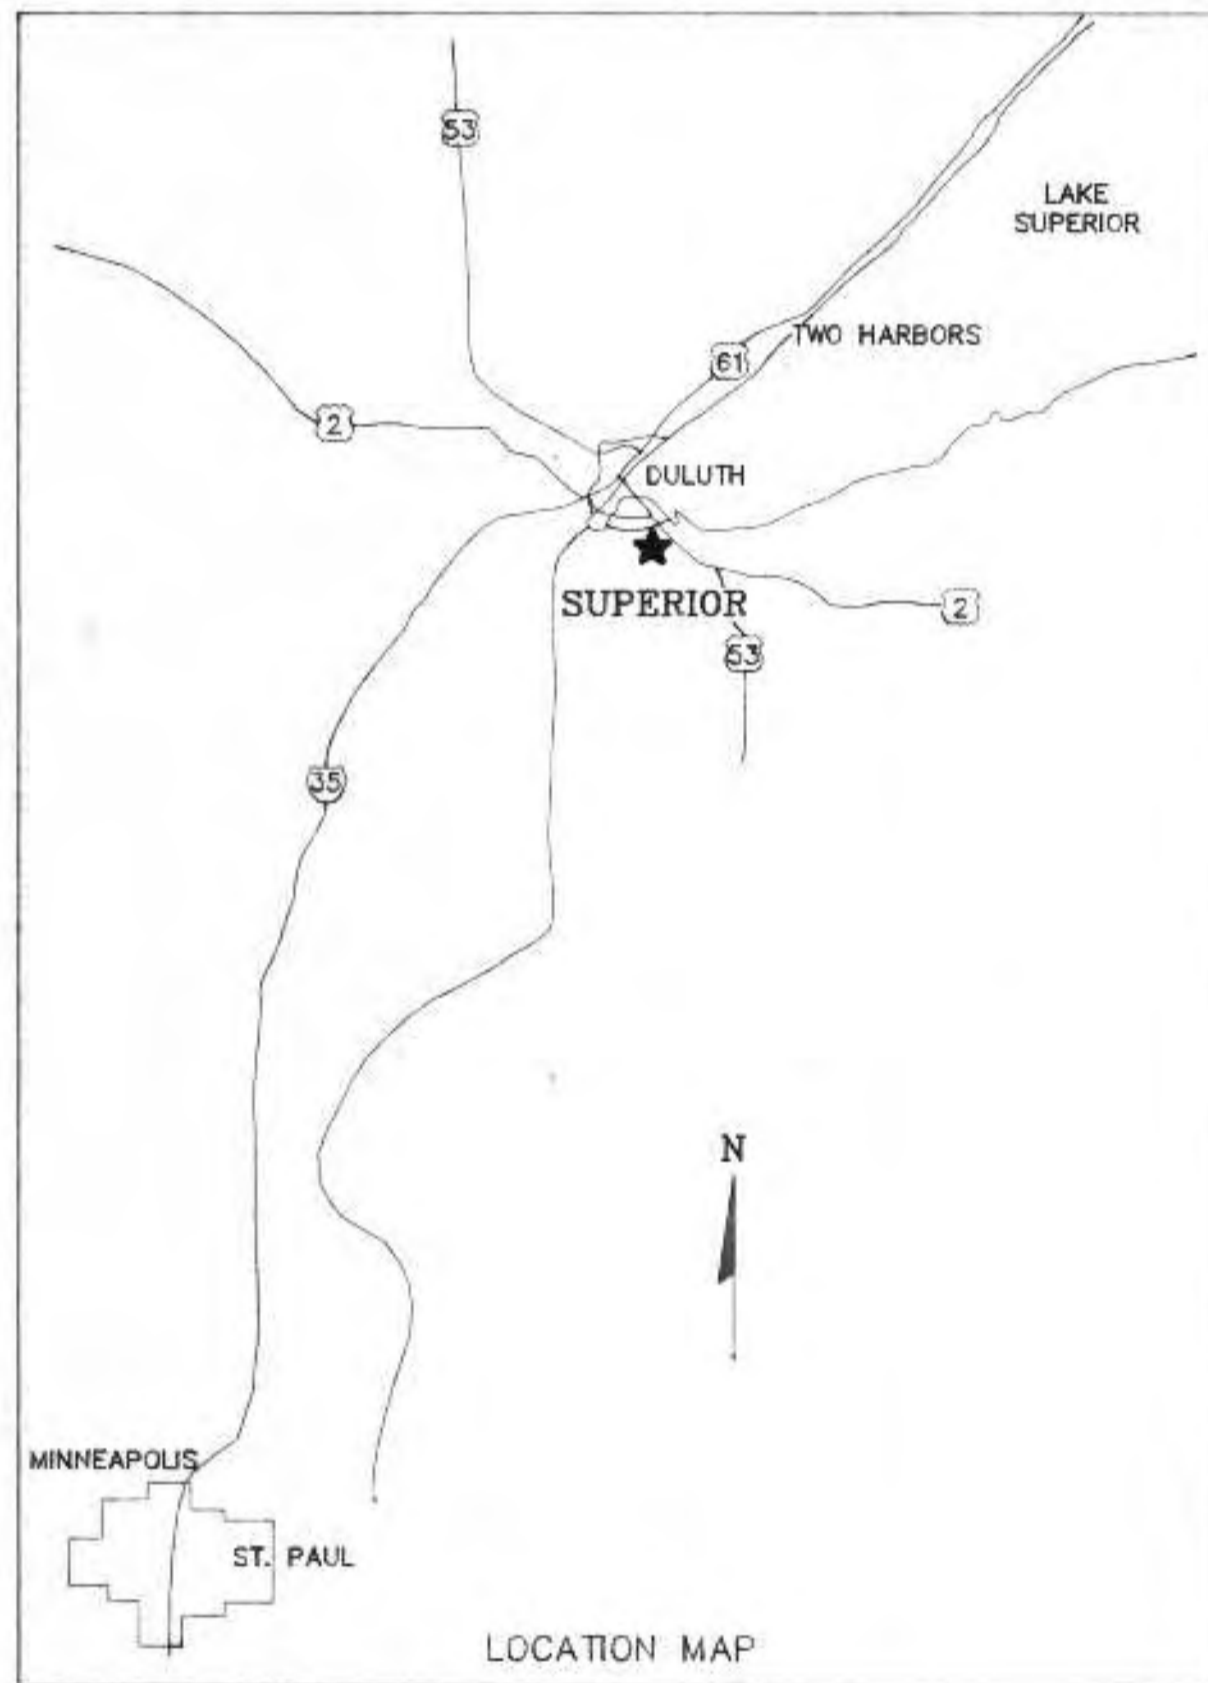 53
LAKE
SUPERIOR
TWO HARBORS
61
2
DULUTH
SUPERIOR
2
53
35
N
MINNEAPOLIS
ST. PAUL
LOCATION MAP